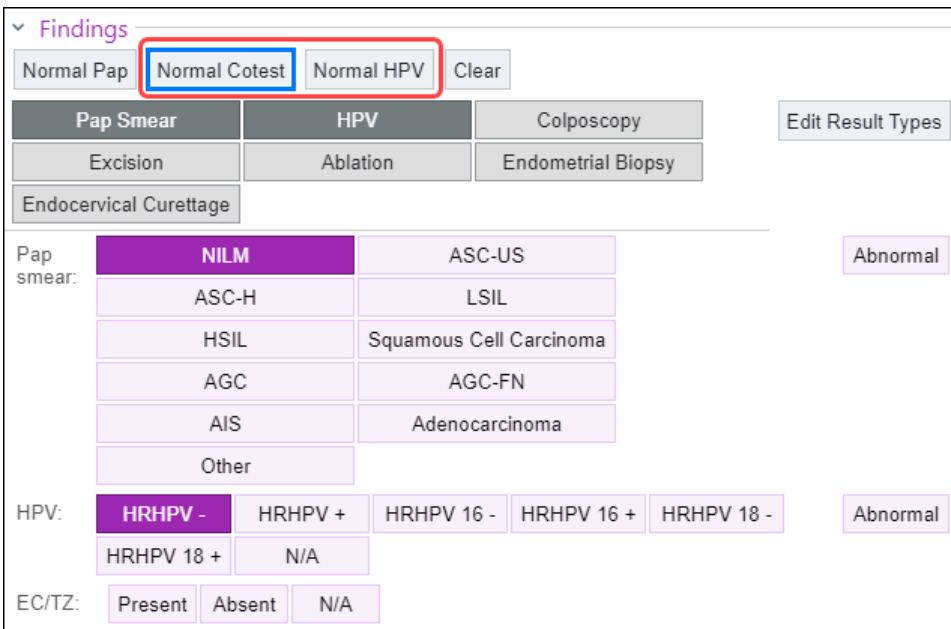 Findings
Normal Pap Normal Cotest Normal HPV Clear
Pap Smear HPV Colposcopy Edit Result Types
Excision Ablation Endometrial Biopsy
Endocervical Curettage
Pap smear: NILM ASC-US Abnormal
ASC-H LSIL
HSIL Squamous Cell Carcinoma
AGC AGC-FN
AIS Adenocarcinoma
Other
HPV: HRHPV - HRHPV + HRHPV 16 - HRHPV 16 + HRHPV 18 - Abnormal
HRHPV 18 + N/A
EC/TZ: Present Absent N/A